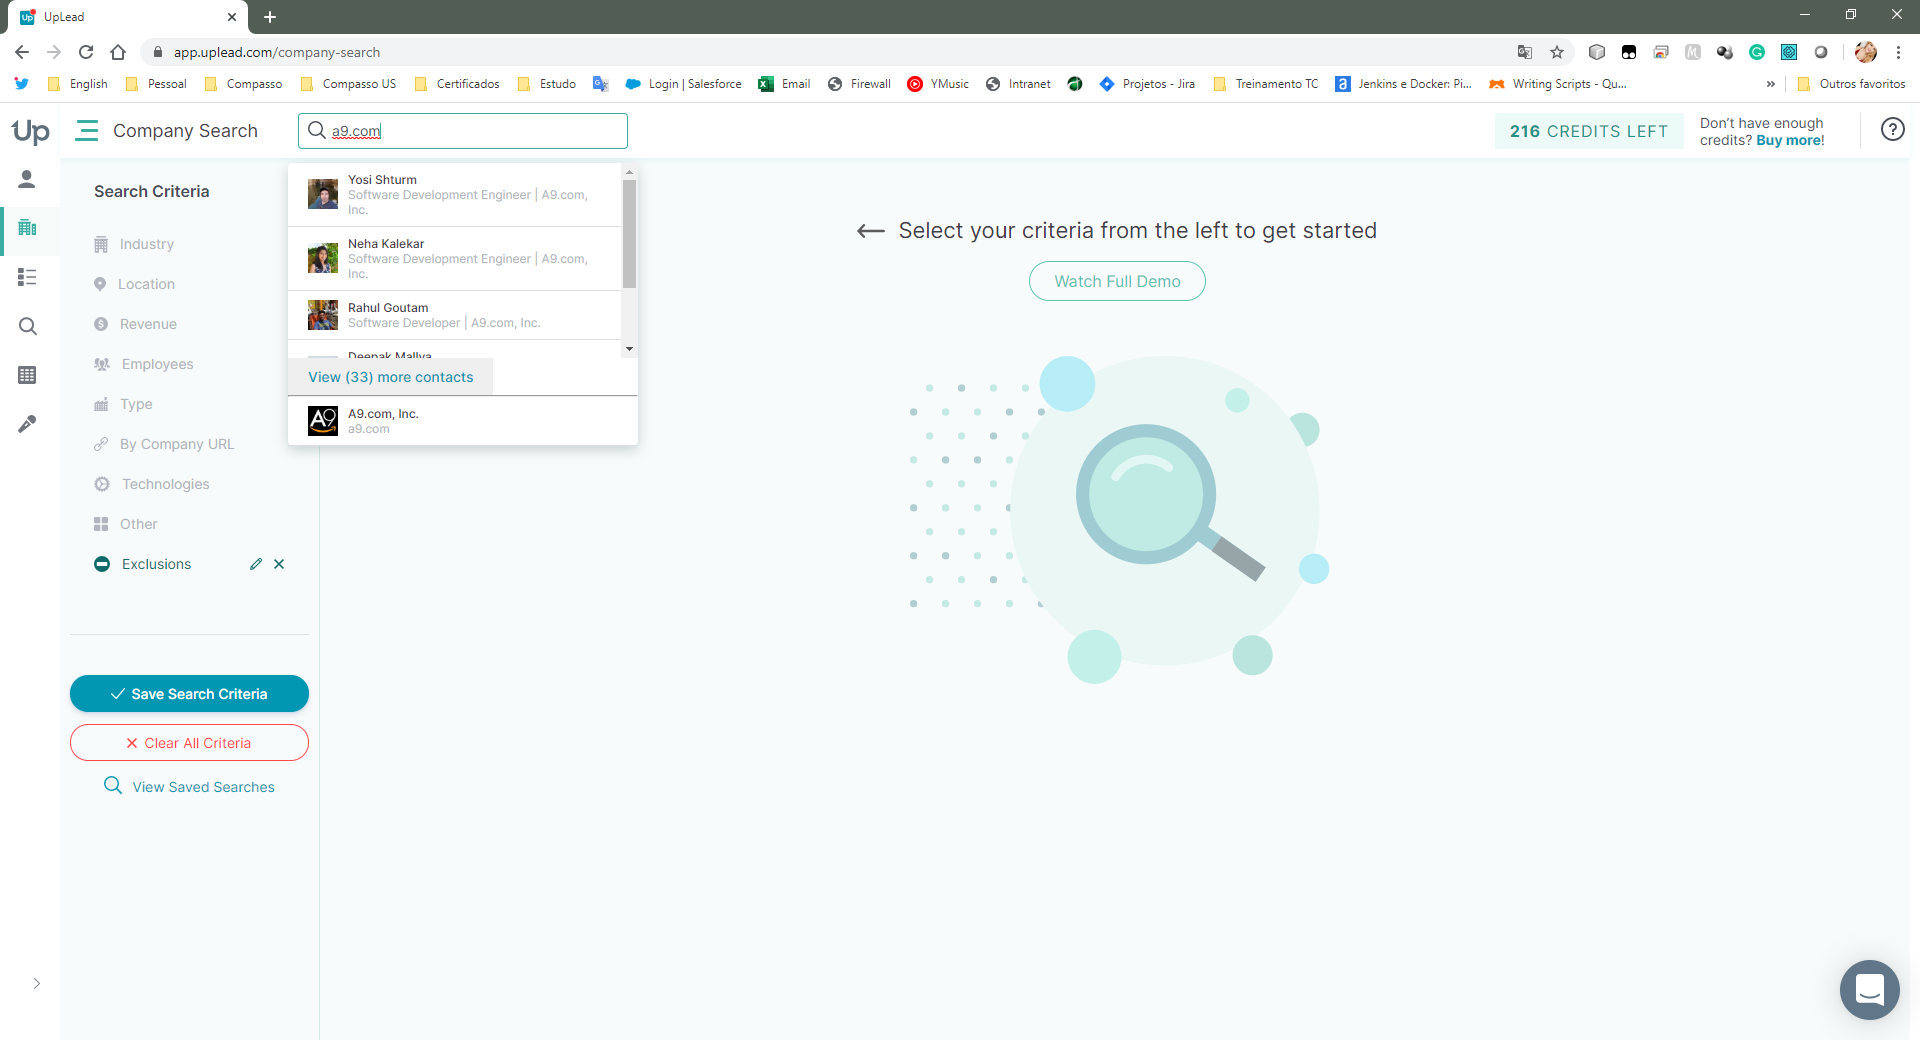 UpLead
app.uplead.com/company-search
English
Pessoal
Compasso
Compasso US
Certificados
Estudo
Login | Salesforce
Email
Firewall
YMusic
Intranet
Projetos - Jira
Treinamento TC
Jenkins e Docker: Pi...
Writing Scripts - Qu...
»
Outros favoritos
Up
Company Search
a9.com
216 CREDITS LEFT
Don't have enough
credits? Buy more!
Search Criteria
Industry
Location
Revenue
Employees
Type
By Company URL
Technologies
Other
Exclusions
Save Search Criteria
Clear All Criteria
View Saved Searches
Yosi Shturm
Software Development Engineer | A9.com,
Inc.
Neha Kalekar
Software Development Engineer | A9.com,
Inc.
Rahul Goutam
Software Developer | A9.com, Inc.
Deepak Mallya
View (33) more contacts
A9
A9.com, Inc.
a9.com
Select your criteria from the left to get started
Watch Full Demo